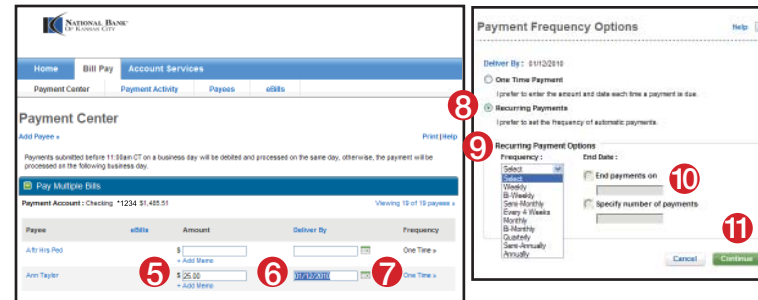 NATIONAL BANK
OF KANSAS CITY
Home Bill Pay Account Services
Payment Center Payment Activity Payees eBills
Payment Center
Add Payee » Print | Help
Payments submitted before 11:00am CT on a business day will be debited and processed on the same day, otherwise, the payment will be
processed on the following business day.
Pay Multiple Bills
Payment Account : Checking *1234 $1,485.51 Viewing 19 of 19 payees »
Payee eBills Amount Deliver By Frequency
Aftr Hrs Ped $ One Time »
+ Add Memo
Ann Taylor 5 $ 25.00 6 01/12/2010 7 One Time »
+ Add Memo
Payment Frequency Options Help
Deliver By : 01/12/2010
One Time Payment
I prefer to enter the amount and date each time a payment is due.
8 Recurring Payments
I prefer to set the frequency of automatic payments.
9 Recurring Payment Options
Frequency : End Date :
Select
Select
Weekly
Bi-Weekly
Semi-Monthly
Every 4 Weeks
Monthly
Bi-Monthly
Quarterly
Semi-Annually
Annually
End payments on 10
Specify number of payments
11
Cancel Continue